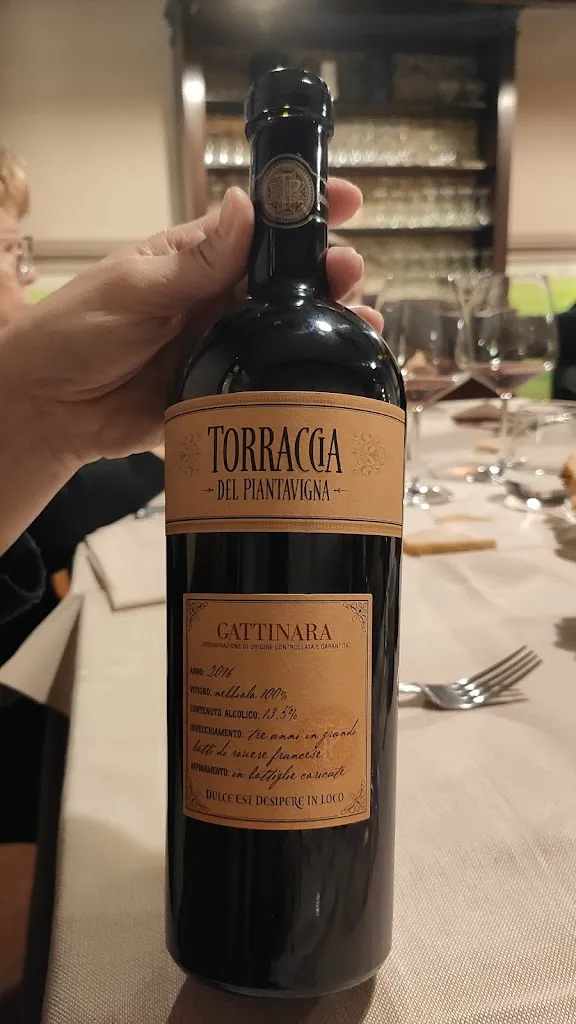 TP
TORRACCIA
DEL PIANTAVIGNA
GATTINARA
DENOMINAZIONE DI ORIGINE CONTROLLATA E GARANTITA
ANNO: 2016
VITIGNO: nebbiolo 100%
CONTENUTO ALCOLICO: 13,5%
INVECCHIAMENTO: tre anni in grandi
botti di rovere francese
AFFINAMENTO: in bottiglie coricate
DULCE EST DESIPERE IN LOCO